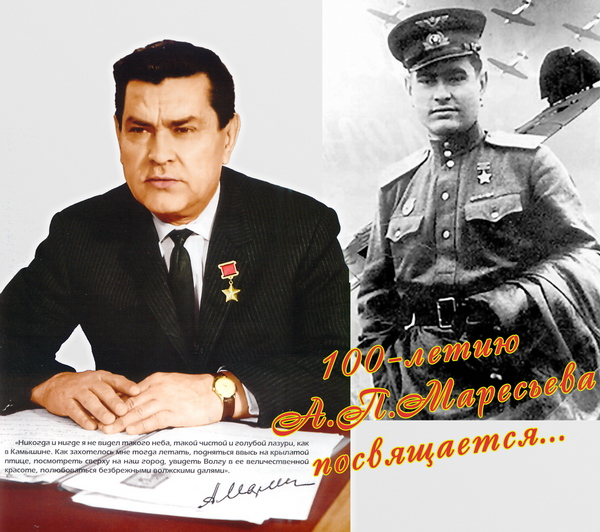 100-летию
А.П.Маресьева
посвящается...
«Никогда и нигде я не видел такого неба, такой чистой и голубой лазури, как
в Камышине. Как захотелось мне тогда летать, подняться ввысь на крылатой
птице, посмотреть сверху на наш город, увидеть Волгу в ее величественной
красоте, полюбоваться безбрежными волжскими далями».